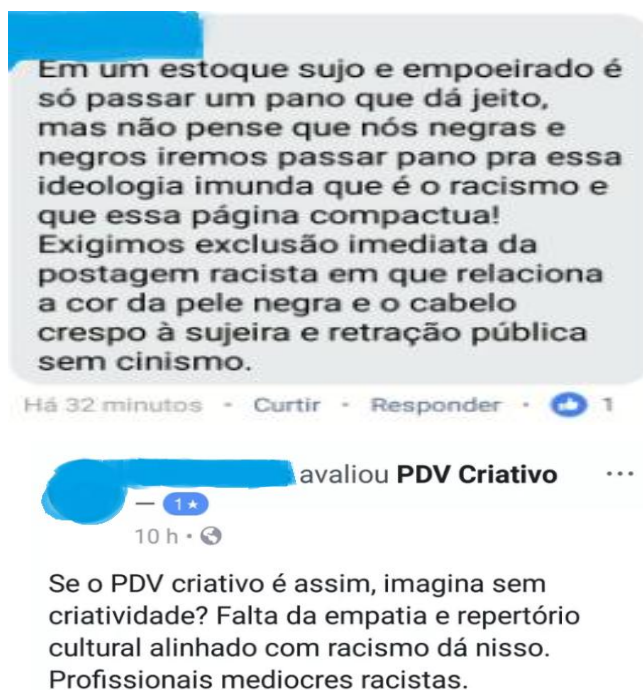 Em um estoque sujo e empoeirado é
só passar um pano que dá jeito,
mas não pense que nós negras e
negros iremos passar pano pra essa
ideologia imunda que é o racismo e
que essa página compactua!
Exigimos exclusão imediata da
postagem racista em que relaciona
a cor da pele negra e o cabelo
crespo à sujeira e retração pública
sem cinismo.
Há 32 minutos - Curtir - Responder - 1
avaliou PDV Criativo ...
— 1★
10 h •
Se o PDV criativo é assim, imagina sem
criatividade? Falta da empatia e repertório
cultural alinhado com racismo dá nisso.
Profissionais mediocres racistas.